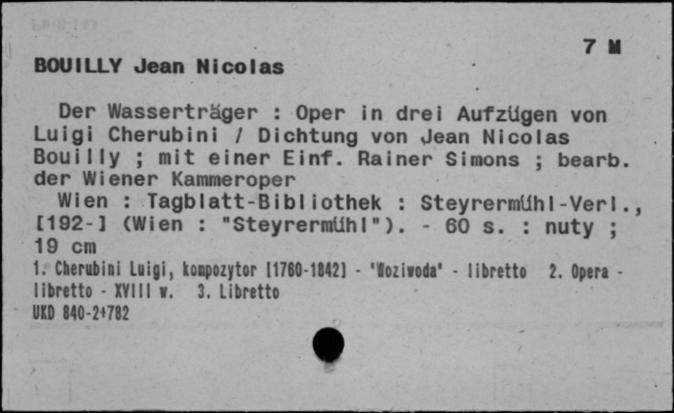 7 M
BOUILLY Jean Nicolas
Der Wasserträger : Oper in drei Aufzügen von
Luigi Cherubini / Dichtung von Jean Nicolas
Bouilly ; mit einer Einf. Rainer Simons ; bearb.
der Wiener Kammeroper
Wien : Tagblatt-Bibliothek : Steyrermühl-Verl.,
[192-] (Wien : "Steyrermühl"). - 60 s. : nuty ;
19 cm
1. Cherubini Luigi, kompozytor [1760-1842] - "Woziwoda" - libretto 2. Opera -
libretto - XVIII w. 3. Libretto
UKD 840-2+782